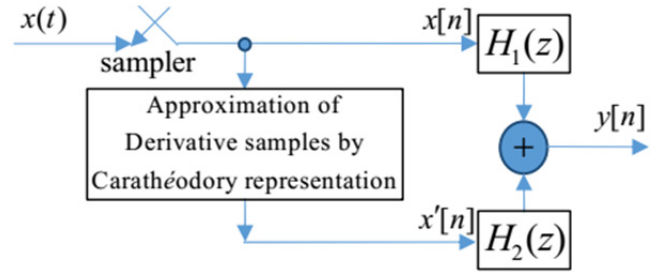 x(t)
x[n]
H₁(z)
sampler
Approximation of
Derivative samples by
Carathéodory representation
+
y[n]
x′[n]
H₂(z)